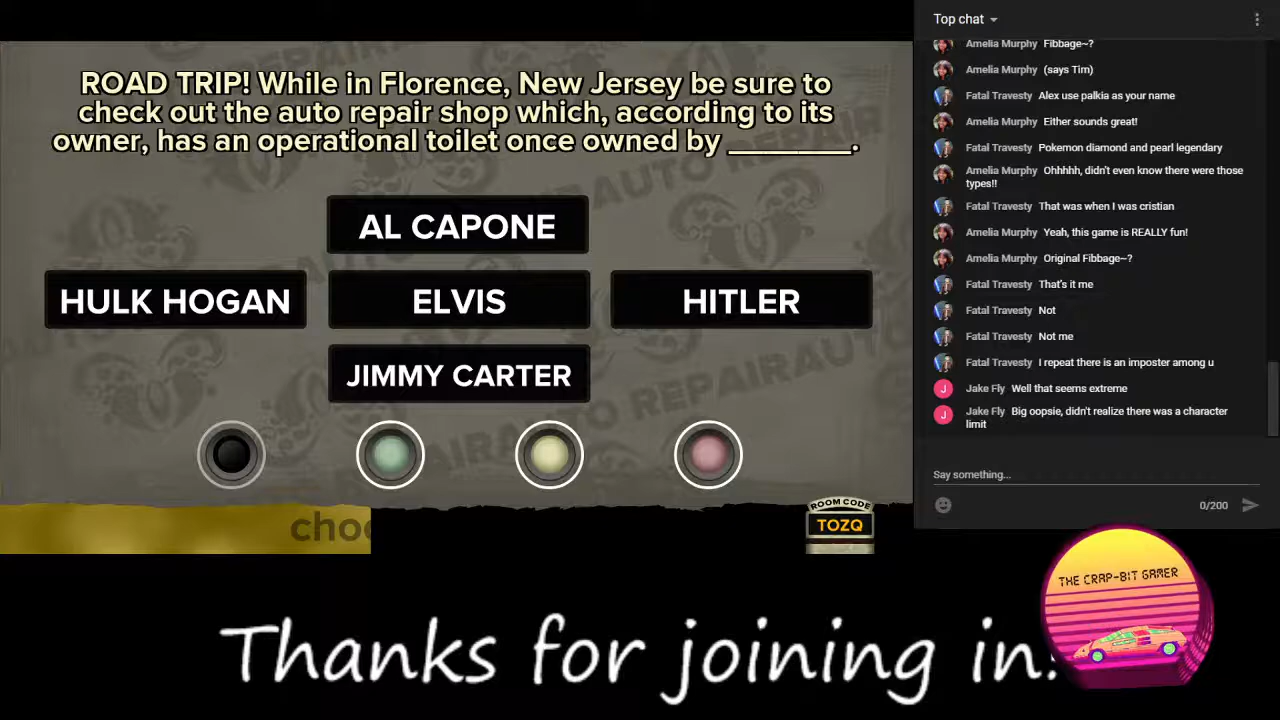 ROAD TRIP! While in Florence, New Jersey be sure to
check out the auto repair shop which, according to its
owner, has an operational toilet once owned by ________.
AL CAPONE
HULK HOGAN
ELVIS
HITLER
JIMMY CARTER
choo
ROOM CODE
TOZQ
Top chat
Amelia Murphy Fibbage~?
Amelia Murphy (says Tim)
Fatal Travesty Alex use palkia as your name
Amelia Murphy Either sounds great!
Fatal Travesty Pokemon diamond and pearl legendary
Amelia Murphy Ohhhhh, didn't even know there were those
types!!
Fatal Travesty That was when I was cristian
Amelia Murphy Yeah, this game is REALLY fun!
Amelia Murphy Original Fibbage~?
Fatal Travesty That's it me
Fatal Travesty Not
Fatal Travesty Not me
Fatal Travesty I repeat there is an imposter among u
J
Jake Fly Well that seems extreme
J
Jake Fly Big oopsie, didn't realize there was a character
limit
Say something...
0/200
THE CRAP-BIT GAMER
Thanks for joining in!